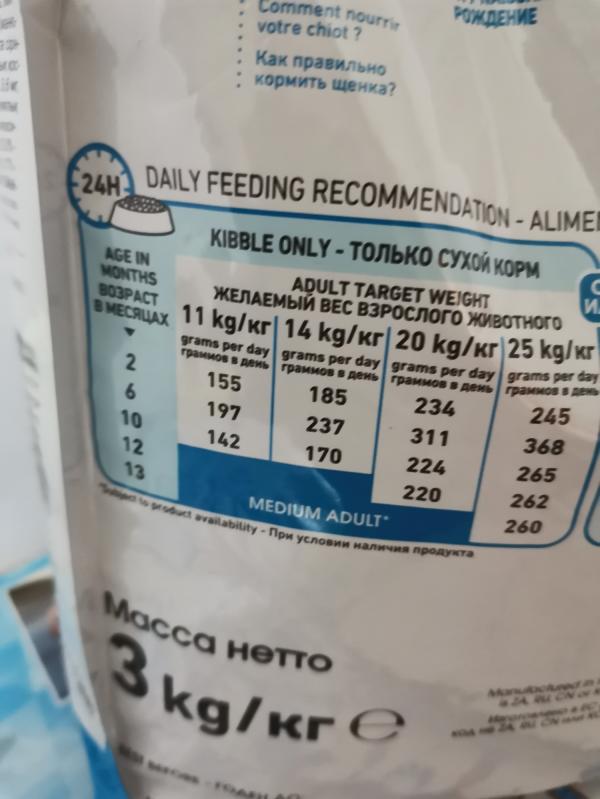 Comment nourrir
votre chiot ?
Как правильно
кормить щенка?
РОЖДЕНИЕ
24H
DAILY FEEDING RECOMMENDATION - ALIME
KIBBLE ONLY - ТОЛЬКО СУХОЙ КОРМ
AGE IN
MONTHS
ВОЗРАСТ
В МЕСЯЦАХ
ADULT TARGET WEIGHT
ЖЕЛАЕМЫЙ ВЕС ВЗРОСЛОГО ЖИВОТНОГО
11 kg/кг 14 kg/кг 20 kg/кг 25 kg/кг
grams per day grams per day grams per day grams per day
граммов в день граммов в день граммов в день граммов в день
2 155 185 234 245
6 197 237 311 368
10 142 170 224 265
12 220 262
13 260
MEDIUM ADULT*
*Subject to product availability - При условии наличия продукта
Масса нетто
3 kg/кг e